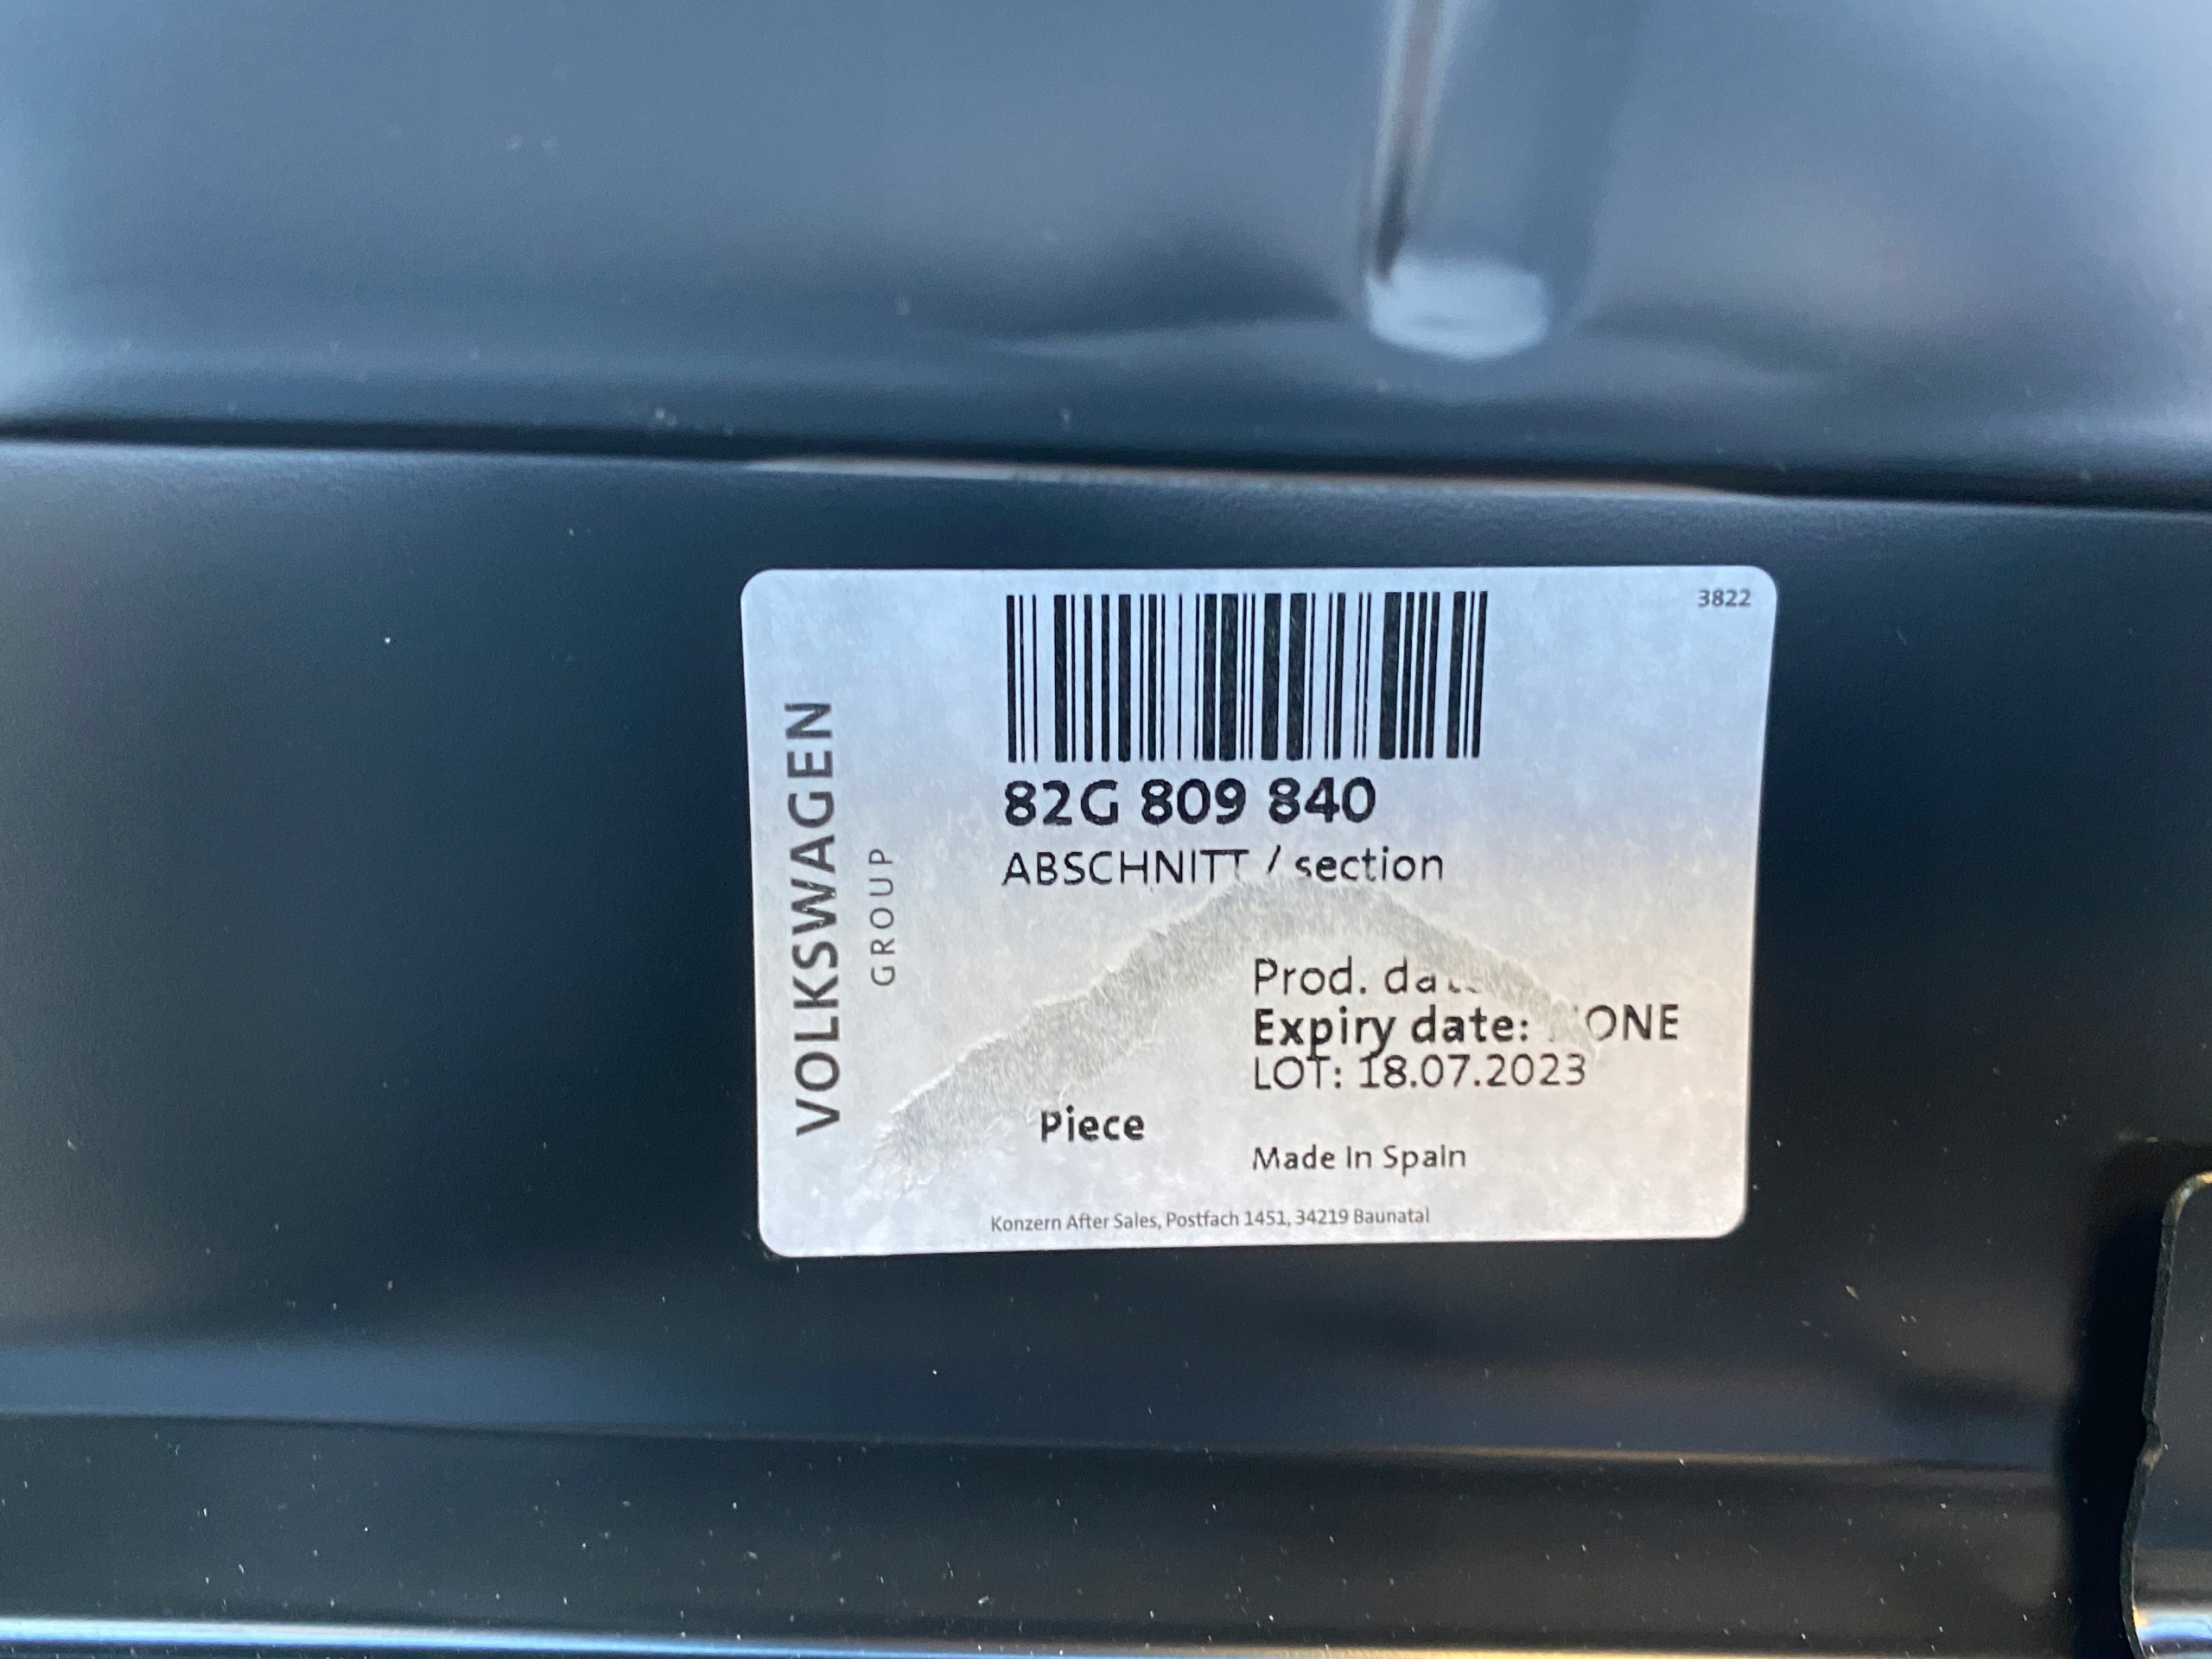 3822
VOLKSWAGEN
GROUP
82G 809 840
ABSCHNITT / section
Prod.
Expiry date:
LOT: 18.07.2023
Piece
Made In Spain
Konzern After Sales, Postfach 1451, 34219 Baunatal